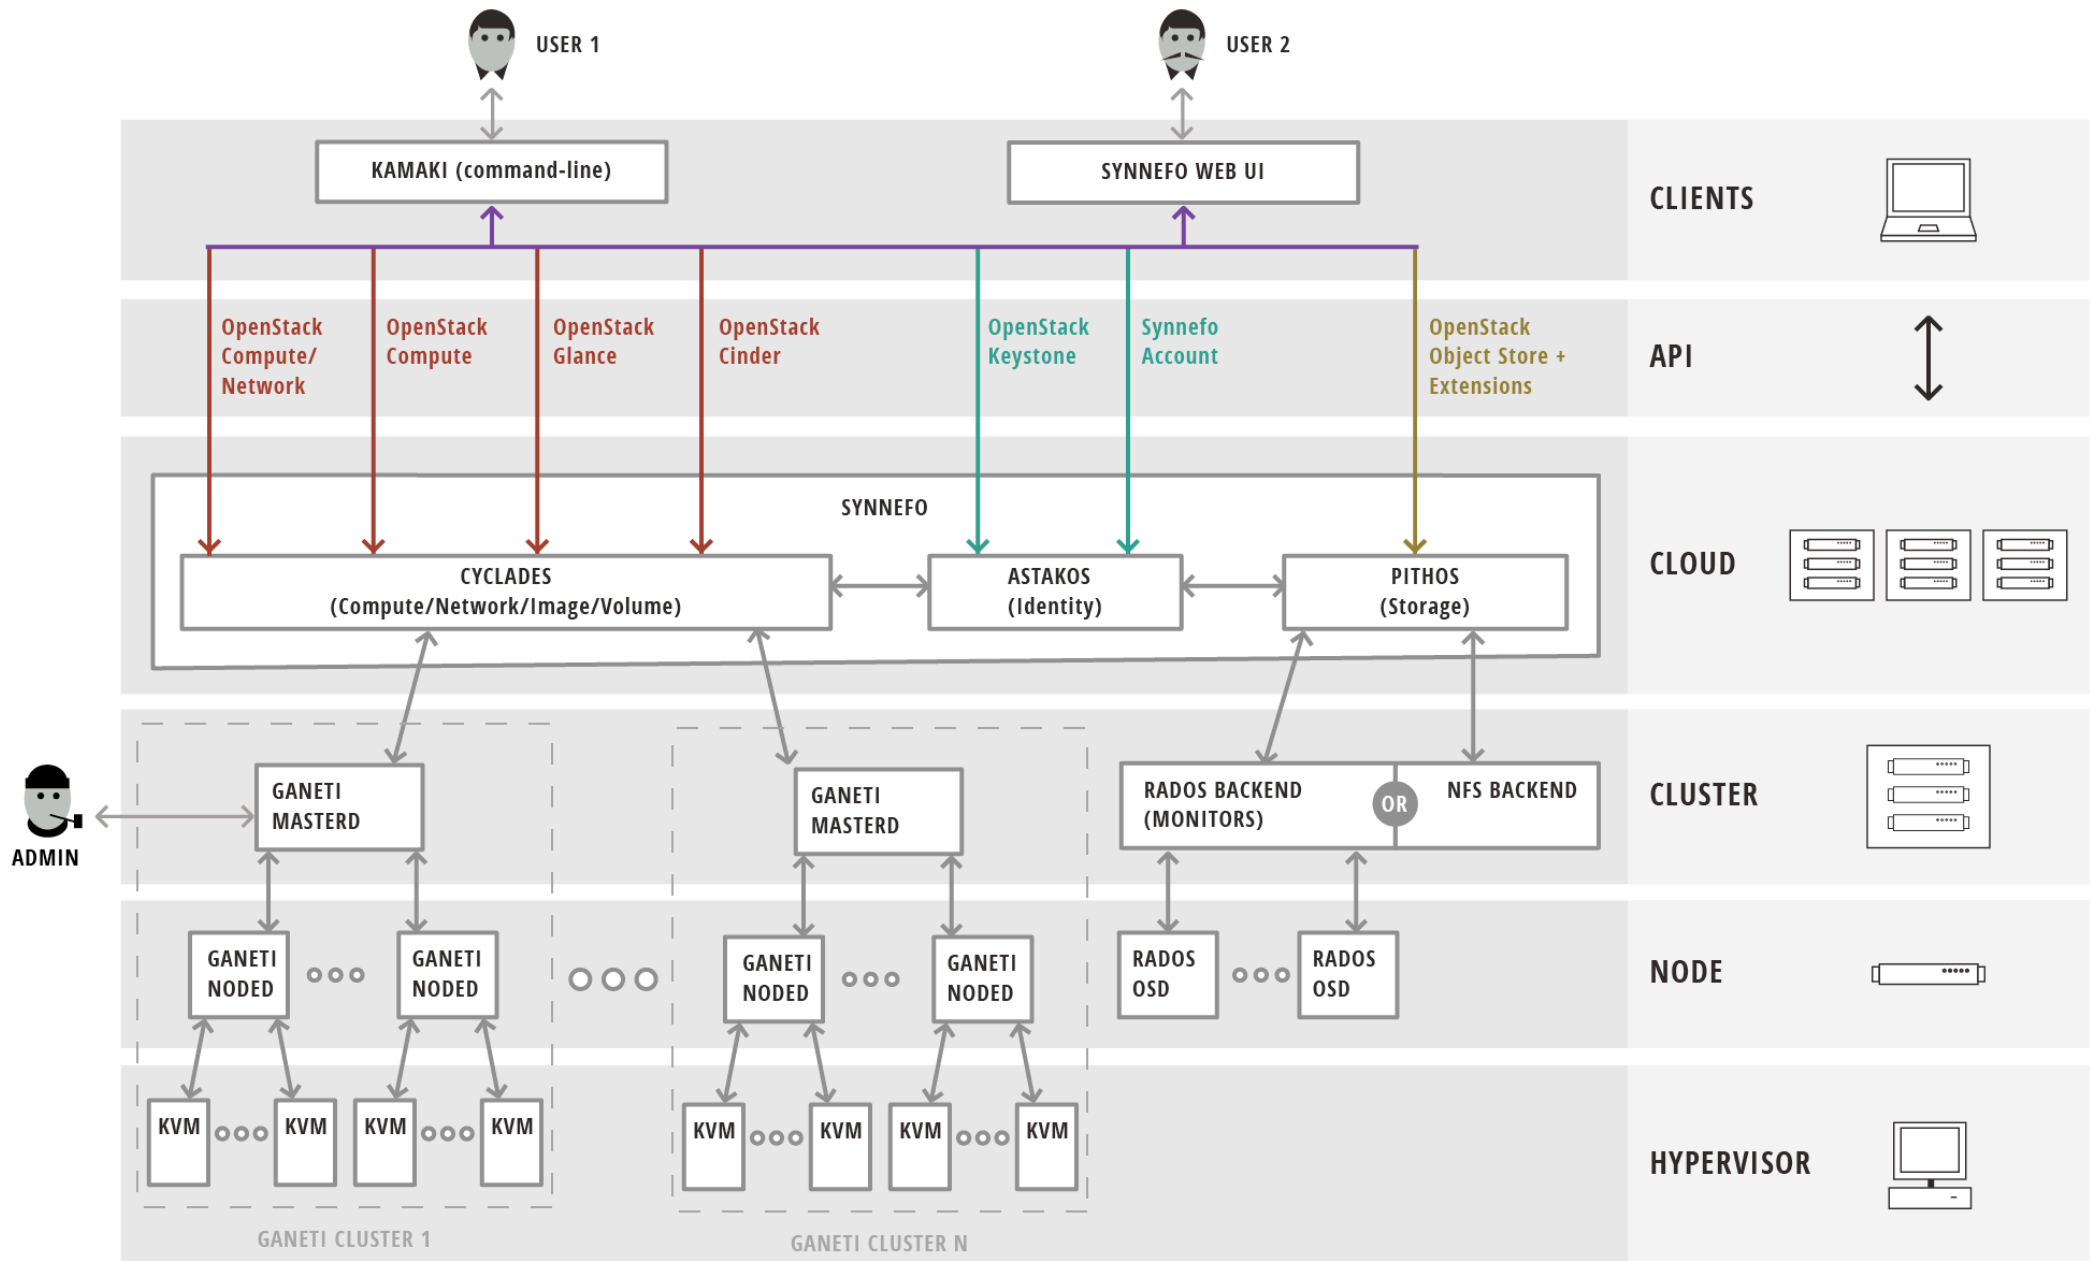 USER 1
USER 2
KAMAKI (command-line)
SYNNEFO WEB UI
CLIENTS
OpenStack
Compute/
Network
OpenStack
Compute
OpenStack
Glance
OpenStack
Cinder
OpenStack
Keystone
Synnefo
Account
OpenStack
Object Store +
Extensions
API
SYNNEFO
CYCLADES
(Compute/Network/Image/Volume)
ASTAKOS
(Identity)
PITHOS
(Storage)
CLOUD
ADMIN
GANETI
MASTERD
GANETI
MASTERD
RADOS BACKEND
(MONITORS)
OR
NFS BACKEND
CLUSTER
GANETI
NODED
GANETI
NODED
GANETI
NODED
GANETI
NODED
RADOS
OSD
RADOS
OSD
NODE
KVM
KVM
KVM
KVM
KVM
KVM
KVM
KVM
HYPERVISOR
GANETI CLUSTER 1
GANETI CLUSTER N